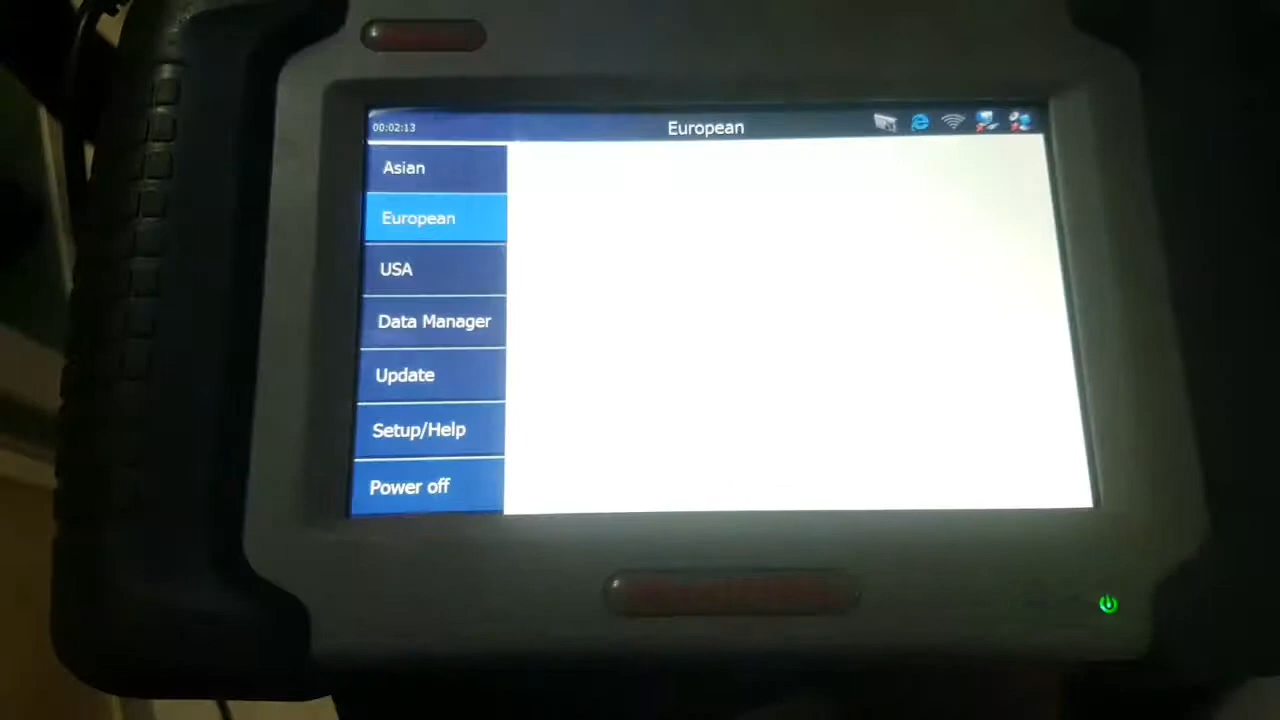 00:02:13
European
Asian
European
USA
Data Manager
Update
Setup/Help
Power off